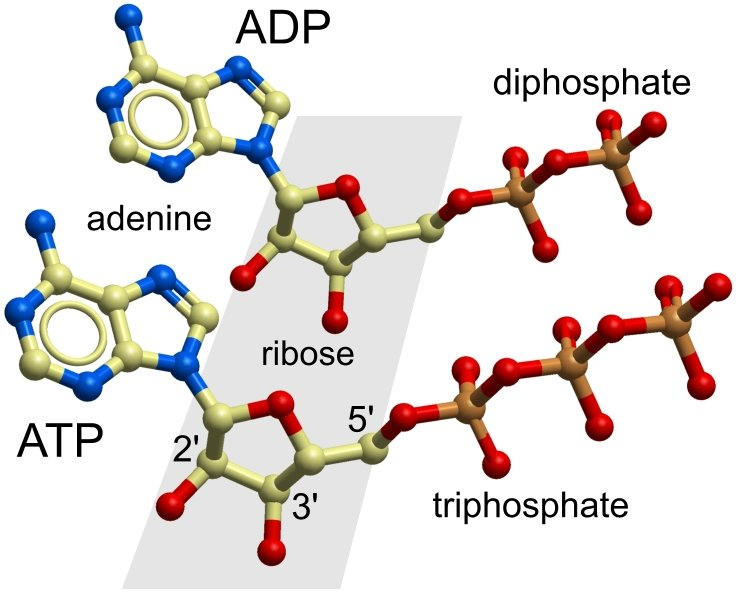 ADP
diphosphate
adenine
ribose
ATP
5'
2'
3'
triphosphate